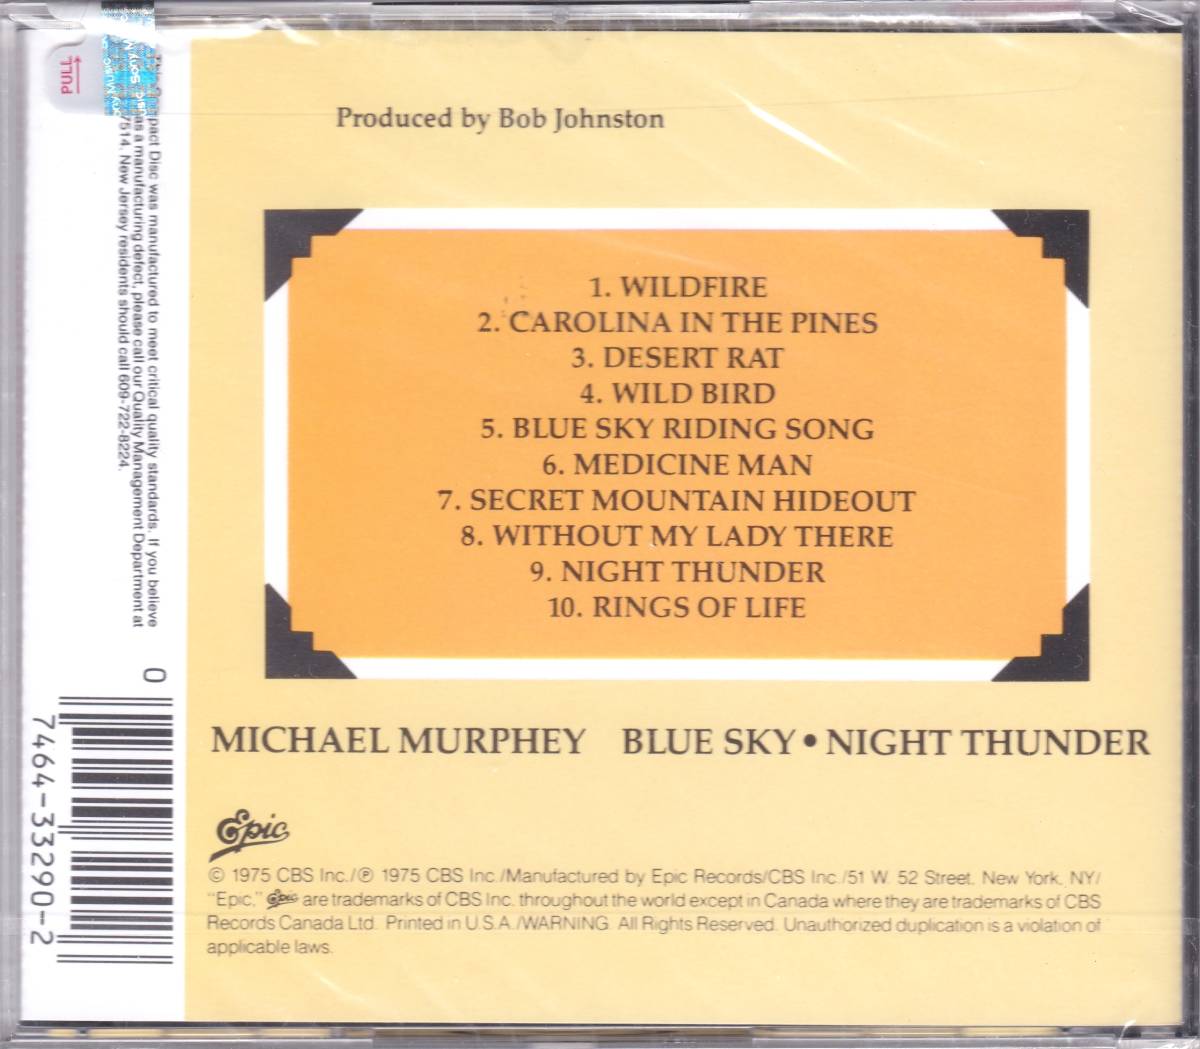 Produced by Bob Johnston
1. WILDFIRE
2. CAROLINA IN THE PINES
3. DESERT RAT
4. WILD BIRD
5. BLUE SKY RIDING SONG
6. MEDICINE MAN
7. SECRET MOUNTAIN HIDEOUT
8. WITHOUT MY LADY THERE
9. NIGHT THUNDER
10. RINGS OF LIFE
MICHAEL MURPHEY BLUE SKY • NIGHT THUNDER
Epic
© 1975 CBS Inc./℗ 1975 CBS Inc./Manufactured by Epic Records/CBS Inc./51 W. 52 Street, New York, NY/
"Epic," Epic are trademarks of CBS Inc. throughout the world except in Canada where they are trademarks of CBS
Records Canada Ltd. Printed in U.S.A./WARNING: All Rights Reserved. Unauthorized duplication is a violation of
applicable laws.
PULL
Disc was manufactured to meet critical quality standards. If you believe
as a manufacturing defect, please call our Quality Management Department at
7514. New Jersey residents should call 609-722-8224.
0
7464-33290-2